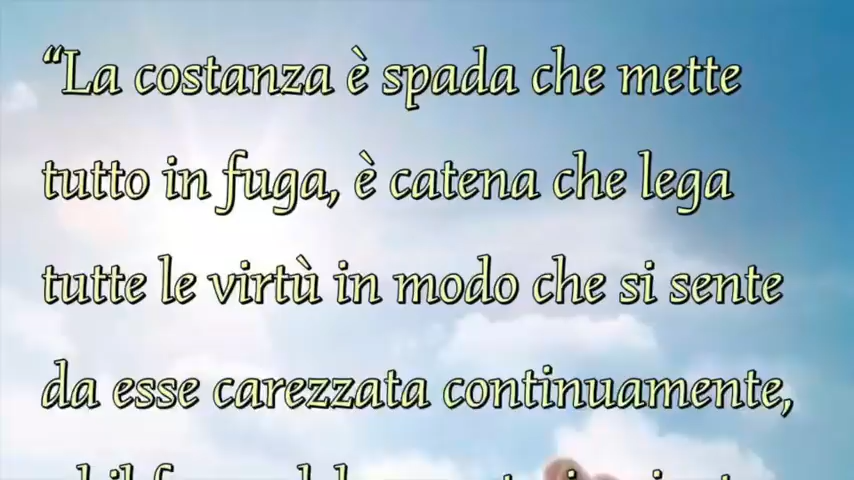 “La costanza è spada che mette
tutto in fuga, è catena che lega
tutte le virtù in modo che si sente
da esse carezzata continuamente,